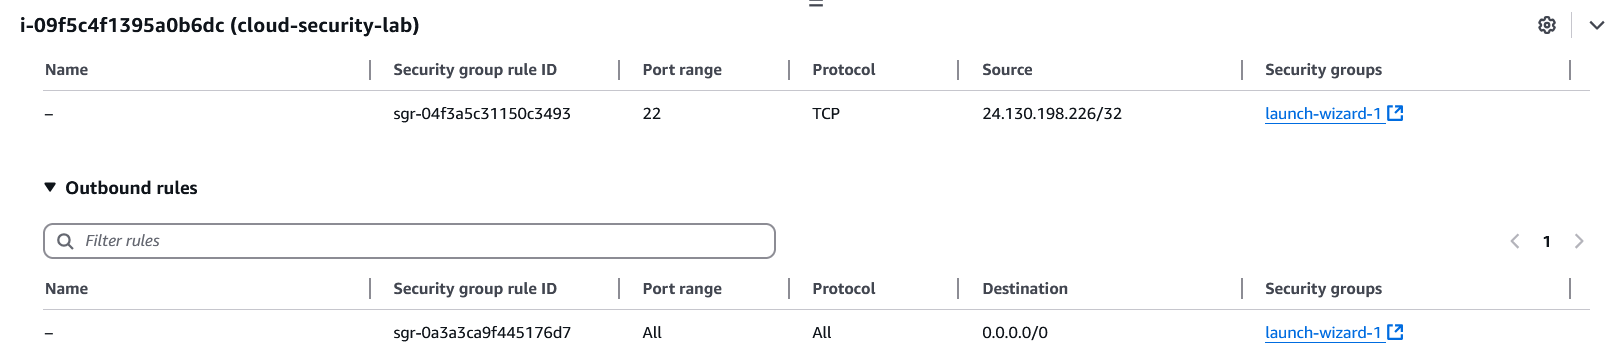 i-09f5c4f1395a0b6dc (cloud-security-lab)
Name Security group rule ID Port range Protocol Source Security groups
– sgr-04f3a5c31150c3493 22 TCP 24.130.198.226/32 launch-wizard-1
Outbound rules
Filter rules
1
Name Security group rule ID Port range Protocol Destination Security groups
– sgr-0a3a3ca9f445176d7 All All 0.0.0.0/0 launch-wizard-1